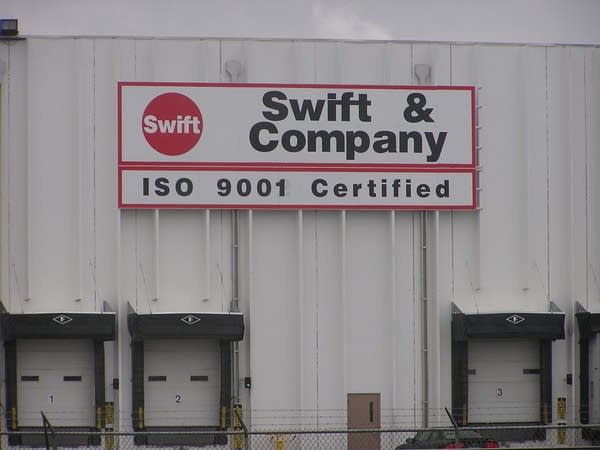 Swift
Swift &
Company
ISO 9001 Certified
1
2
3